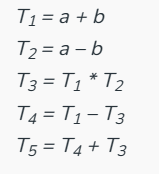 T₁ = a + b
T₂ = a – b
T₃ = T₁ * T₂
T₄ = T₁ – T₃
T₅ = T₄ + T₃